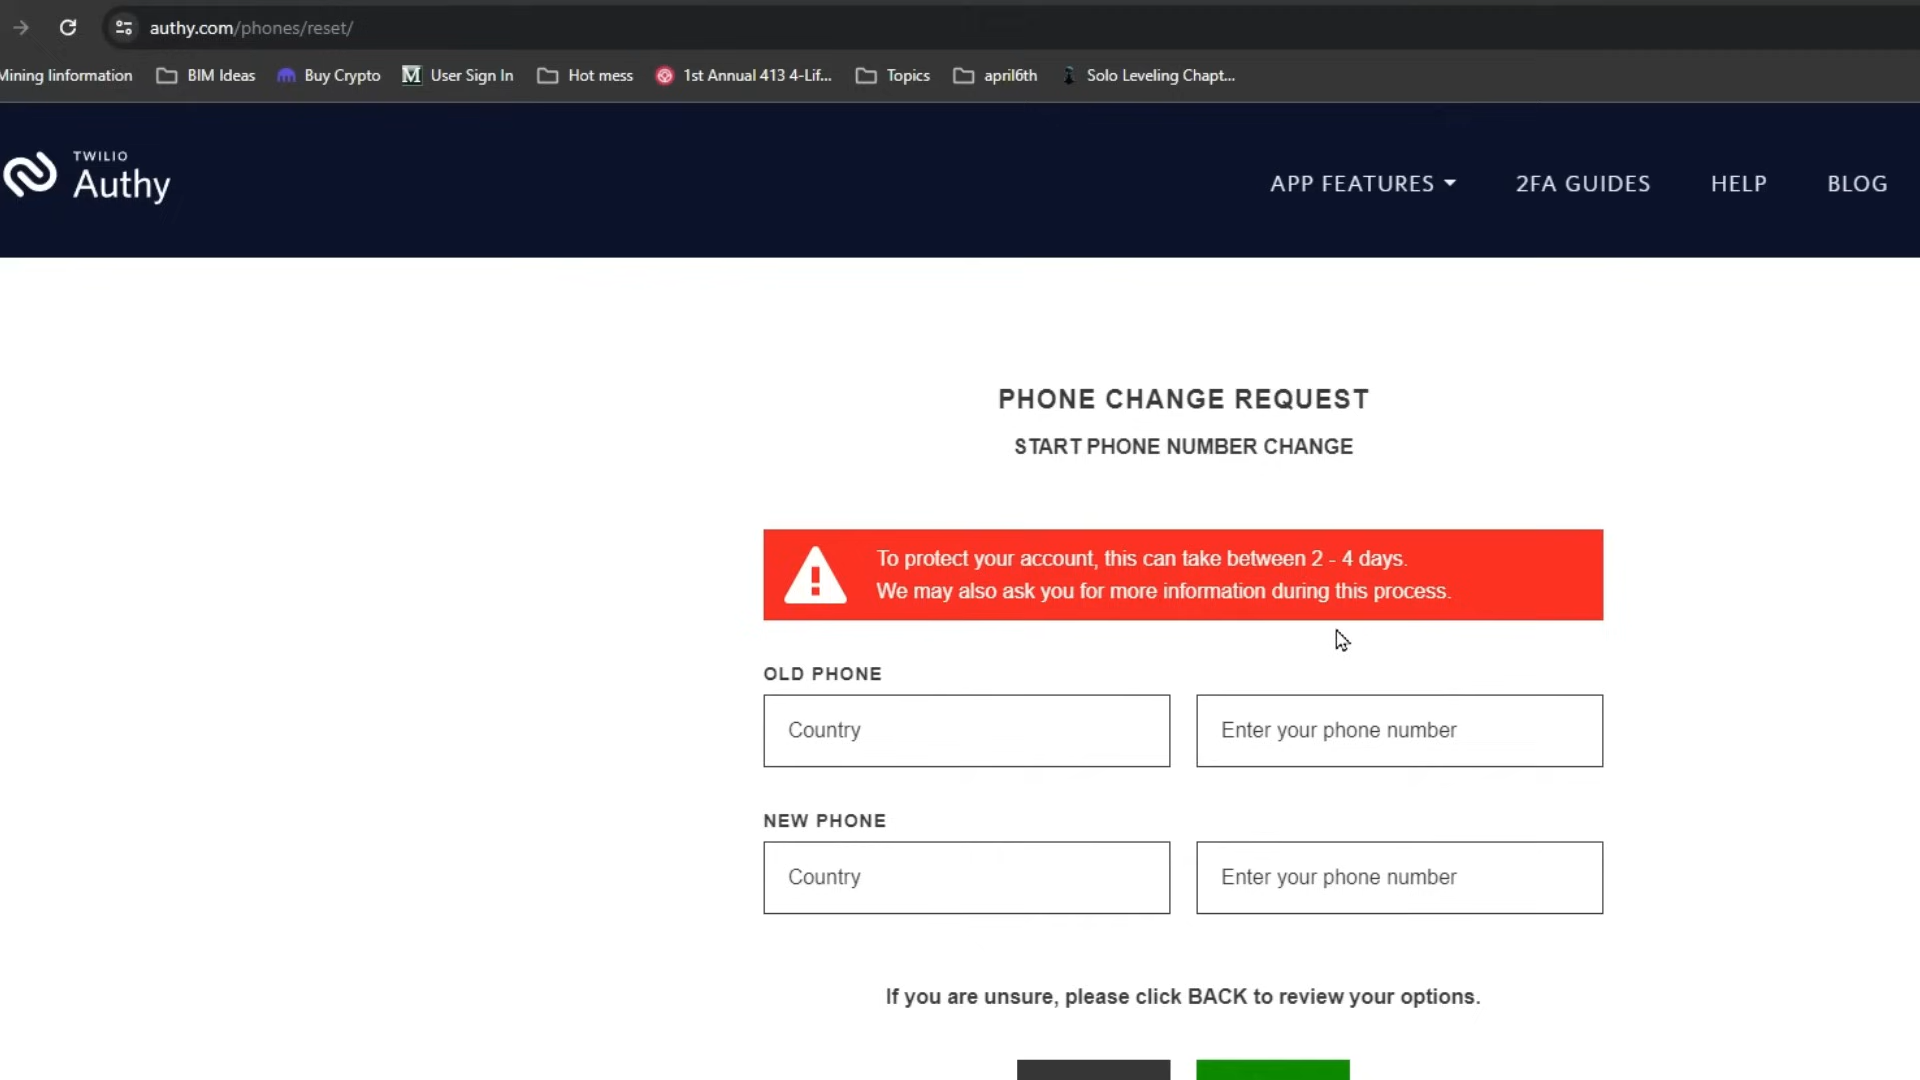 authy.com/phones/reset/
Mining Iinformation BIM Ideas Buy Crypto M User Sign In Hot mess 1st Annual 413 4-Lif... Topics april6th Solo Leveling Chapt...
TWILIO
Authy
APP FEATURES 2FA GUIDES HELP BLOG
PHONE CHANGE REQUEST
START PHONE NUMBER CHANGE
To protect your account, this can take between 2 - 4 days.
We may also ask you for more information during this process.
OLD PHONE
Country Enter your phone number
NEW PHONE
Country Enter your phone number
If you are unsure, please click BACK to review your options.